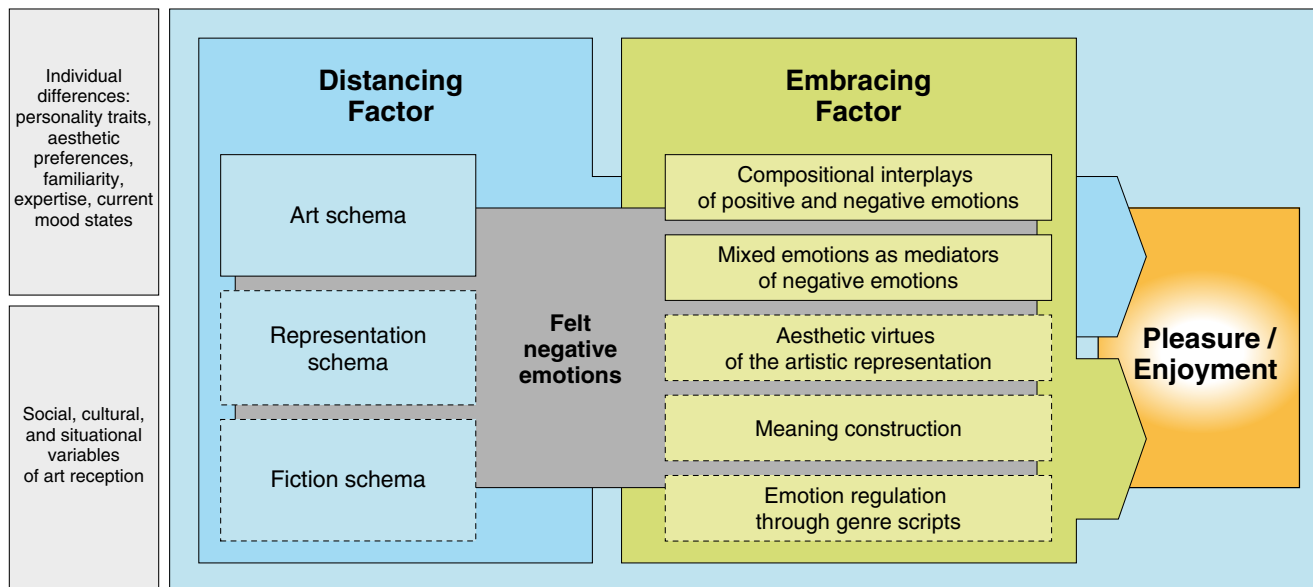 Individual
differences:
personality traits,
aesthetic
preferences,
familiarity,
expertise, current
mood states
Social, cultural,
and situational
variables
of art reception
Distancing
Factor
Art schema
Representation
schema
Fiction schema
Felt
negative
emotions
Embracing
Factor
Compositional interplays
of positive and negative emotions
Mixed emotions as mediators
of negative emotions
Aesthetic virtues
of the artistic representation
Meaning construction
Emotion regulation
through genre scripts
Pleasure /
Enjoyment